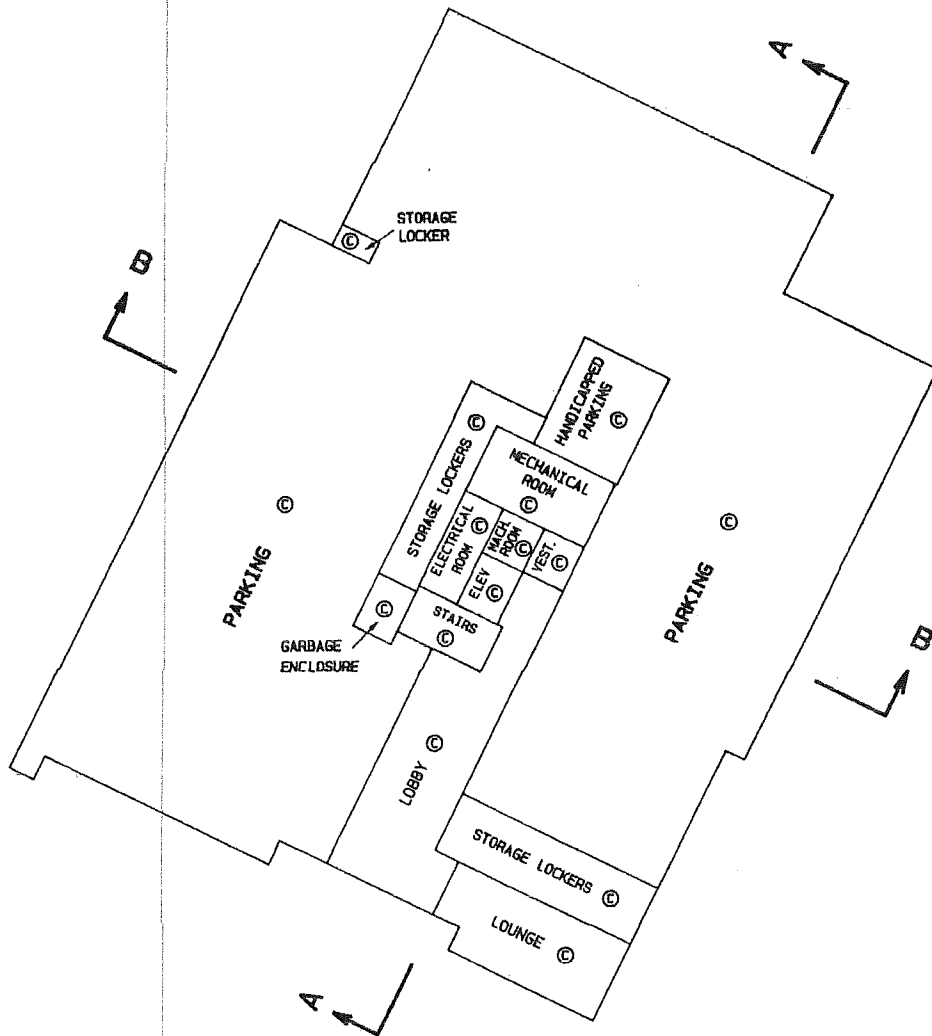 A
STORAGE
LOCKER
Ⓒ
B
HANDICAPPED
PARKING
Ⓒ
STORAGE LOCKERS
Ⓒ
MECHANICAL
ROOM
Ⓒ
PARKING
Ⓒ
ELECTRICAL
ROOM
Ⓒ
MACH.
ROOM
Ⓒ
VEST.
Ⓒ
ELEV
Ⓒ
PARKING
Ⓒ
STAIRS
Ⓒ
Ⓒ
GARBAGE
ENCLOSURE
B
LOBBY
Ⓒ
STORAGE LOCKERS
Ⓒ
LOUNGE
Ⓒ
A